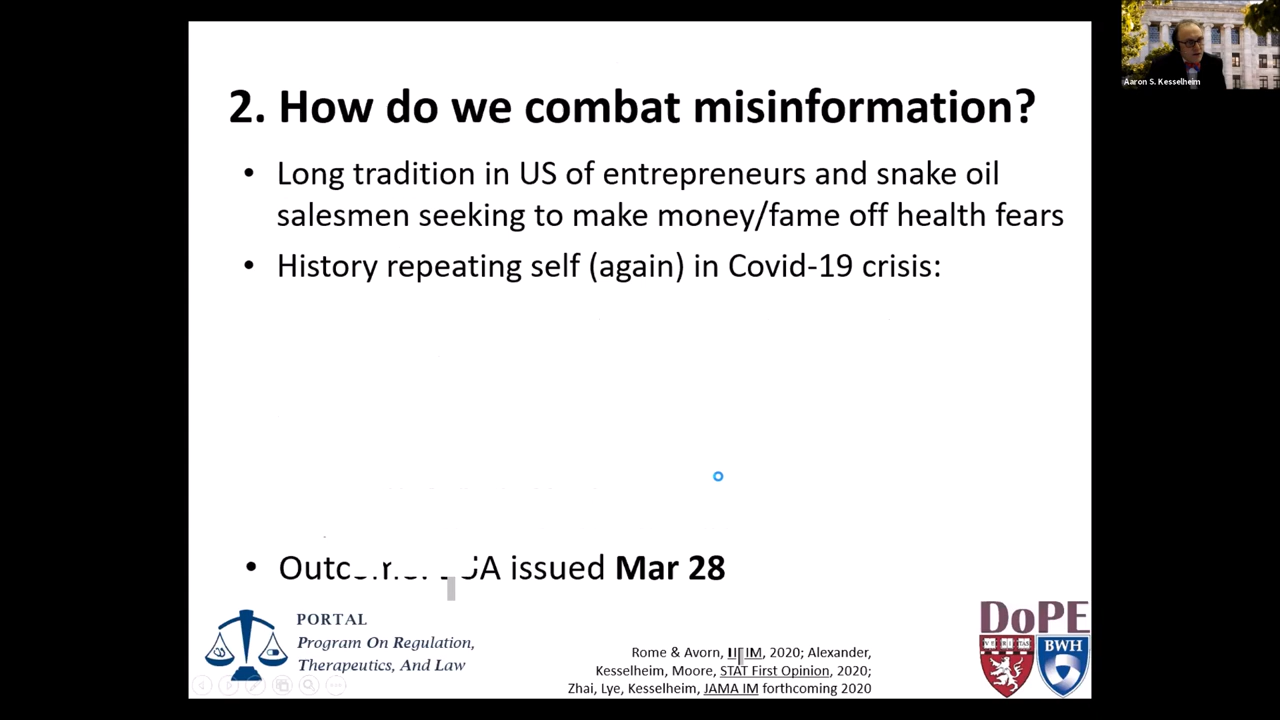 Aaron S. Kesselheim
2. How do we combat misinformation?
• Long tradition in US of entrepreneurs and snake oil
salesmen seeking to make money/fame off health fears
• History repeating self (again) in Covid-19 crisis:
• issued Mar 28
PORTAL
Program On Regulation,
Therapeutics, And Law
Rome & Avorn, 2020; Alexander,
Kesselheim, Moore, STAT First Opinion, 2020;
Zhai, Lye, Kesselheim, JAMA IM forthcoming 2020
DoPE
VE RI TAS
BWH